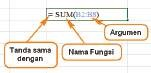 = SUM(B2:B8)
Argumen
Tanda sama
dengan
Nama Fungsi